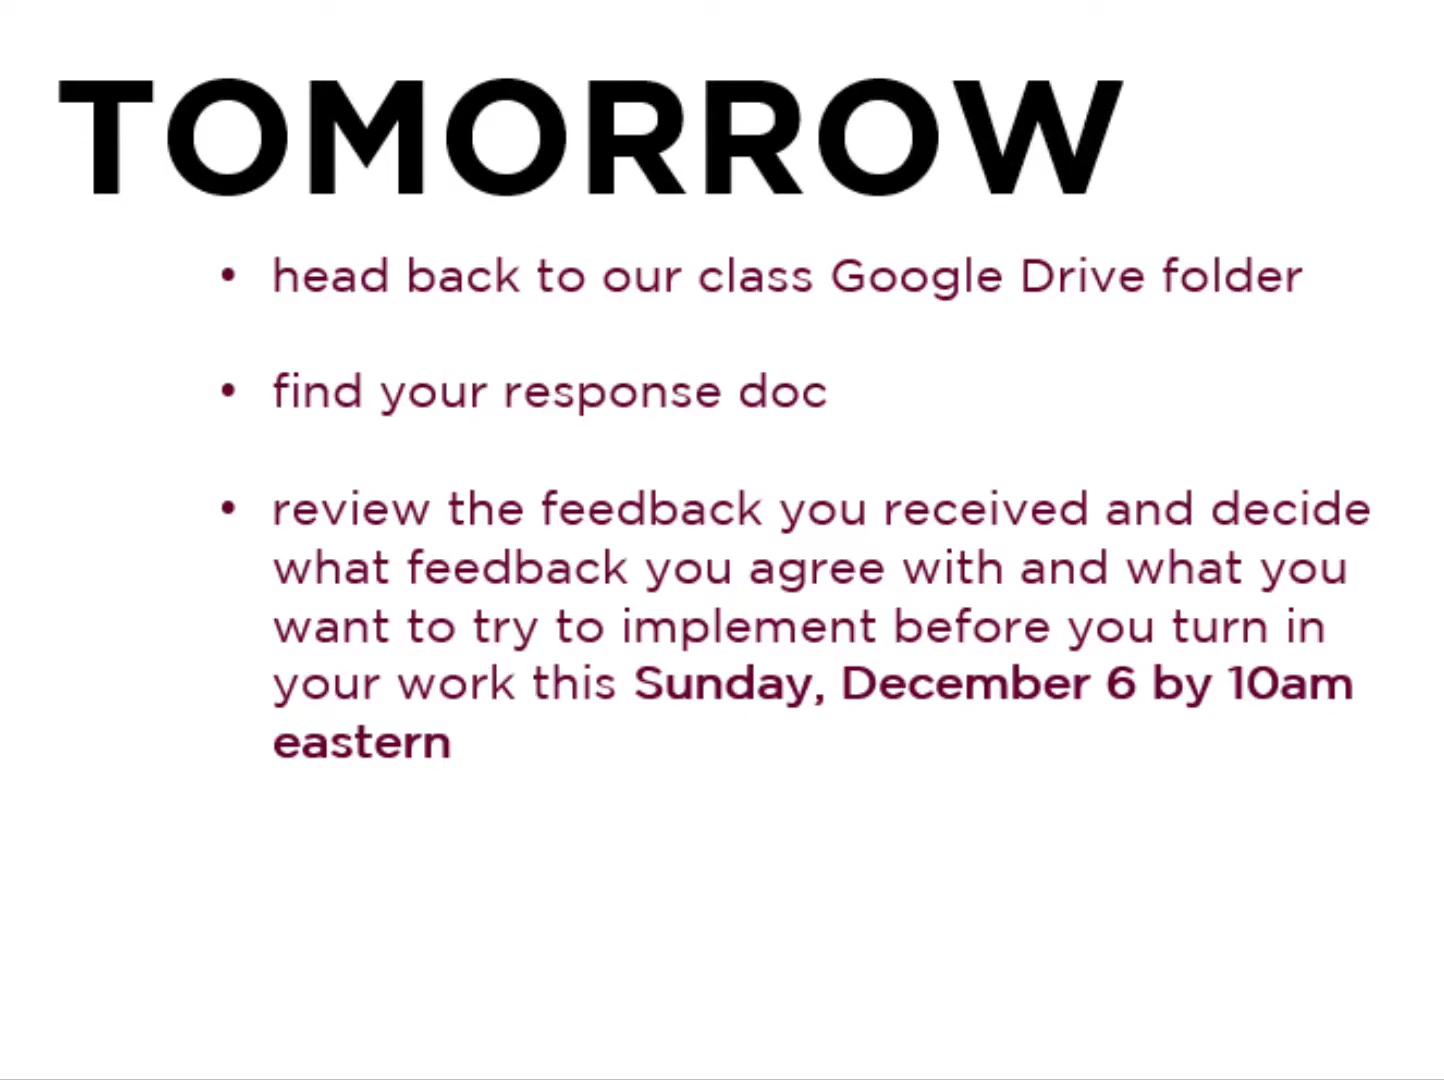 TOMORROW
• head back to our class Google Drive folder
• find your response doc
• review the feedback you received and decide
what feedback you agree with and what you
want to try to implement before you turn in
your work this Sunday, December 6 by 10am
eastern